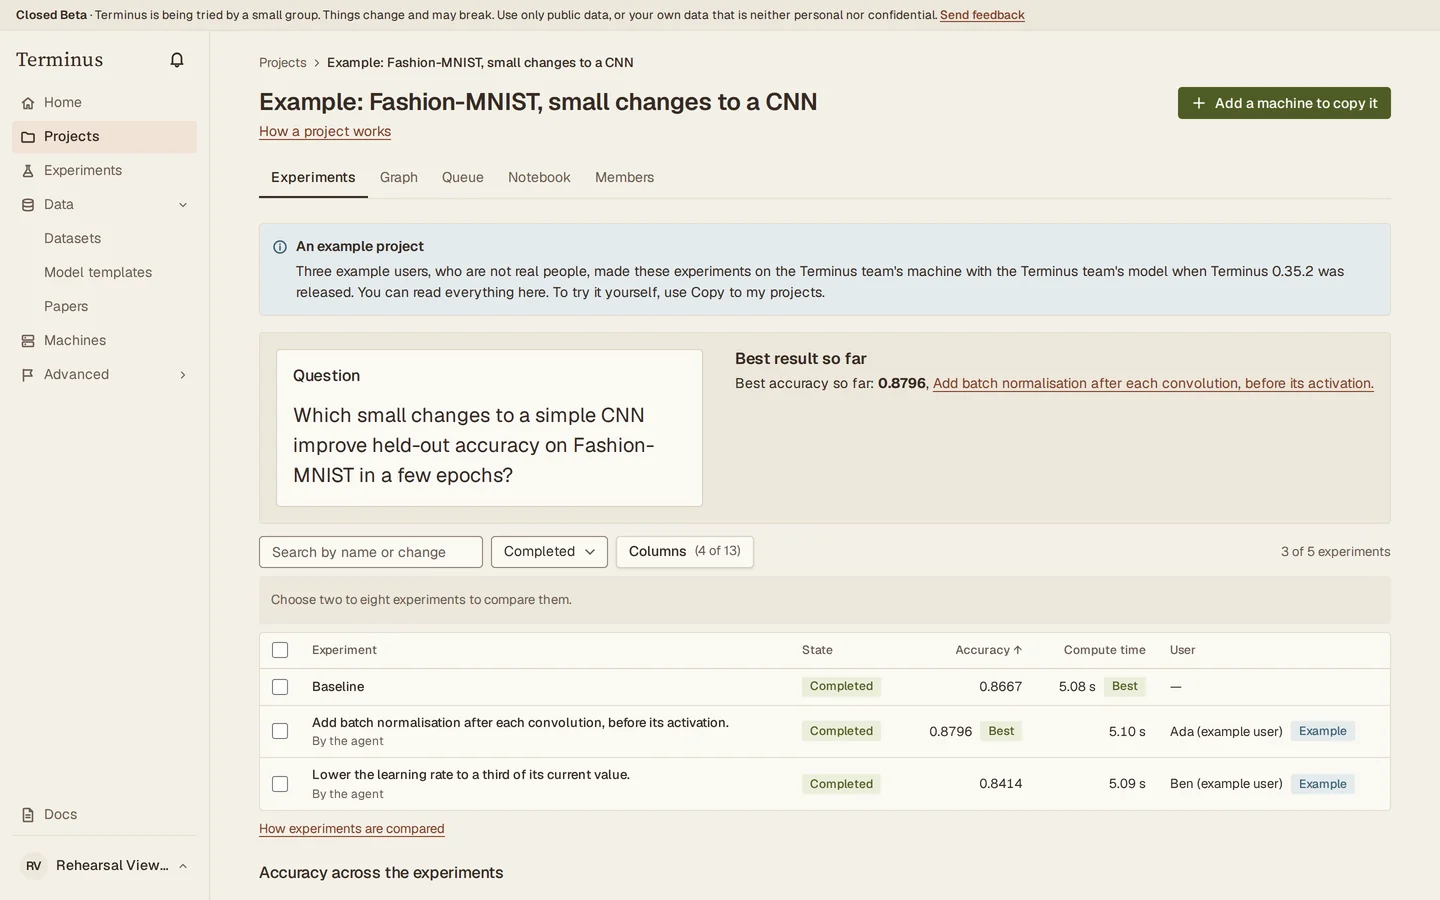 Closed Beta · Terminus is being tried by a small group. Things change and may break. Use only public data, or your own data that is neither personal nor confidential. Send feedback
Terminus
Home
Projects
Experiments
Data
Datasets
Model templates
Papers
Machines
Advanced
Docs
RV Rehearsal View...
Projects > Example: Fashion-MNIST, small changes to a CNN
Example: Fashion-MNIST, small changes to a CNN
+ Add a machine to copy it
How a project works
Experiments Graph Queue Notebook Members
An example project
Three example users, who are not real people, made these experiments on the Terminus team's machine with the Terminus team's model when Terminus 0.35.2 was
released. You can read everything here. To try it yourself, use Copy to my projects.
Question
Which small changes to a simple CNN
improve held-out accuracy on Fashion-
MNIST in a few epochs?
Best result so far
Best accuracy so far: 0.8796, Add batch normalisation after each convolution, before its activation.
Search by name or change Completed Columns (4 of 13) 3 of 5 experiments
Choose two to eight experiments to compare them.
Experiment State Accuracy ↑ Compute time User
Baseline Completed 0.8667 5.08 s Best —
Add batch normalisation after each convolution, before its activation.
By the agent
Completed 0.8796 Best 5.10 s Ada (example user) Example
Lower the learning rate to a third of its current value.
By the agent
Completed 0.8414 5.09 s Ben (example user) Example
How experiments are compared
Accuracy across the experiments